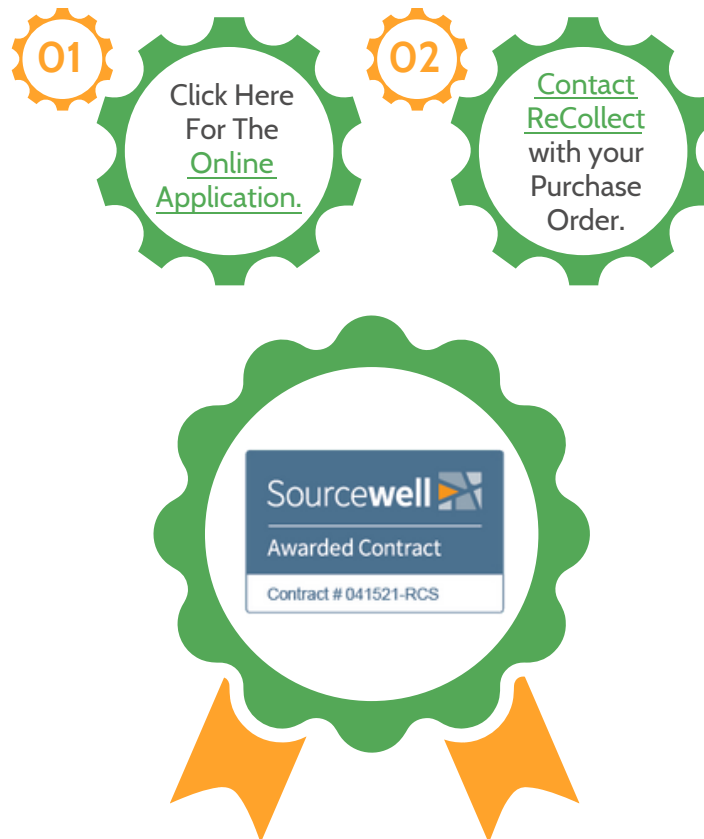 01
Click Here
For The
Online
Application.
02
Contact
ReCollect
with your
Purchase
Order.
Sourcewell
Awarded Contract
Contract # 041521-RCS